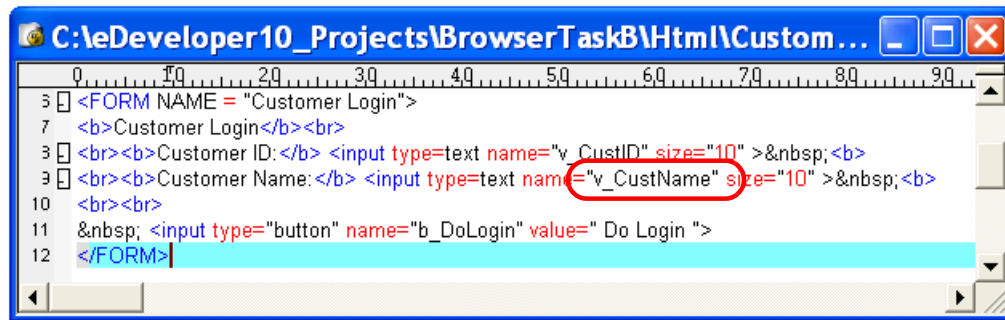 C:\eDeveloper10_Projects\BrowserTaskB\Html\Custom...
0 10 20 30 40 50 60 70 80 90
6 <FORM NAME = "Customer Login">
7 <b>Customer Login</b><br>
8 <br><b>Customer ID:</b> <input type=text name="v_CustID" size="10" >&nbsp;<b>
9 <br><b>Customer Name:</b> <input type=text name="v_CustName" size="10" >&nbsp;<b>
10 <br><br>
11 &nbsp; <input type="button" name="b_DoLogin" value=" Do Login ">
12 </FORM>